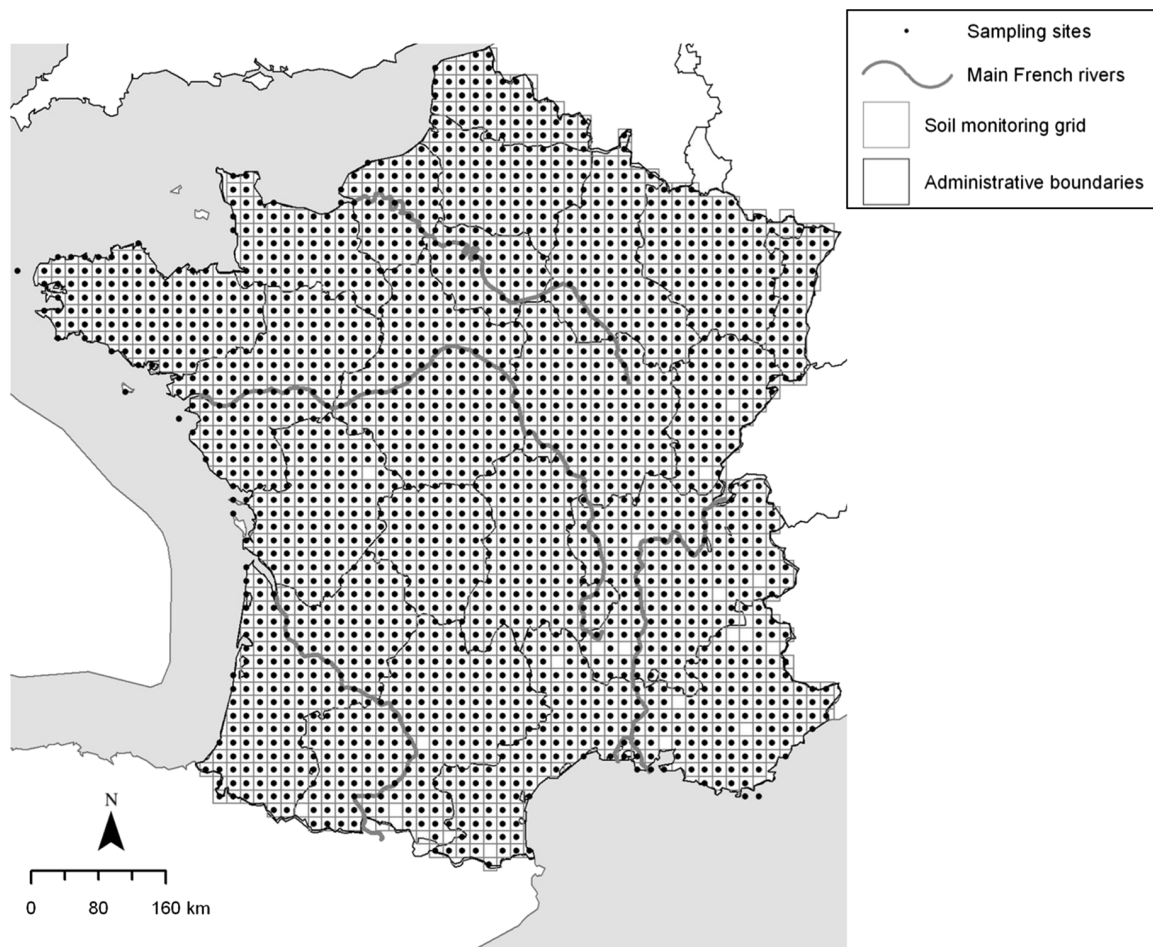 Sampling sites
Main French rivers
Soil monitoring grid
Administrative boundaries
N
0 80 160 km